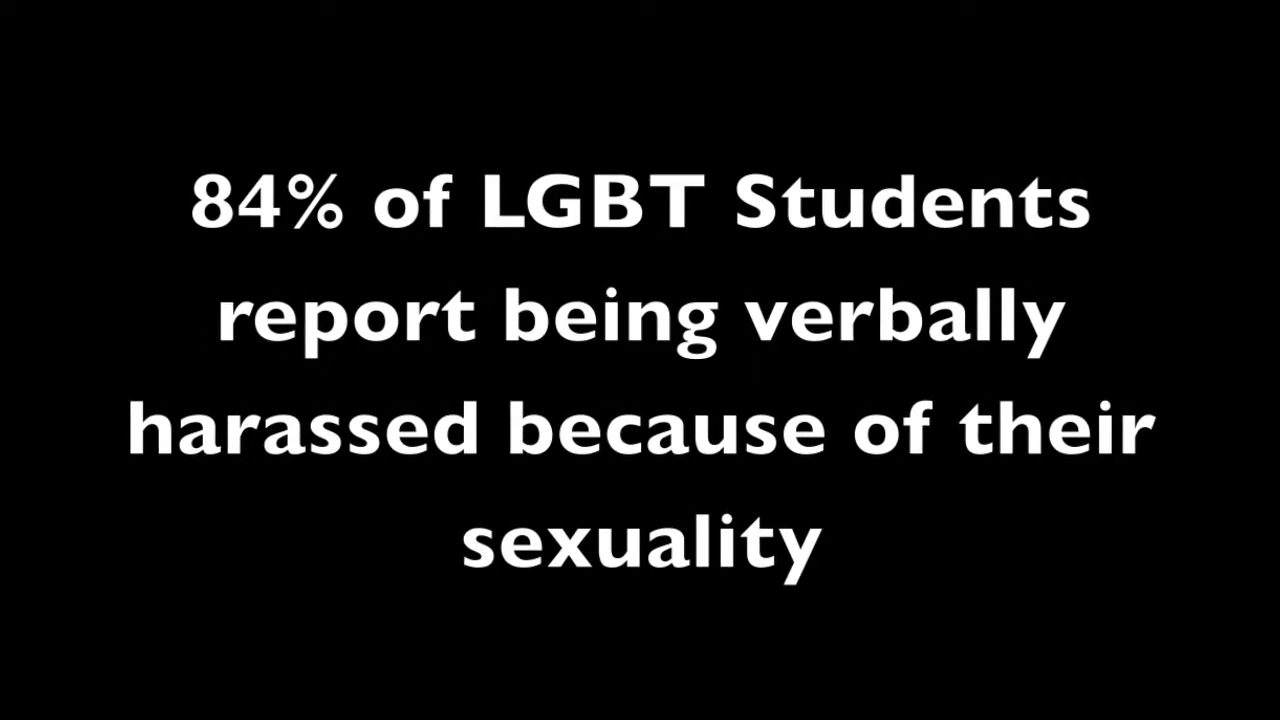 84% of LGBT Students
report being verbally
harassed because of their
sexuality